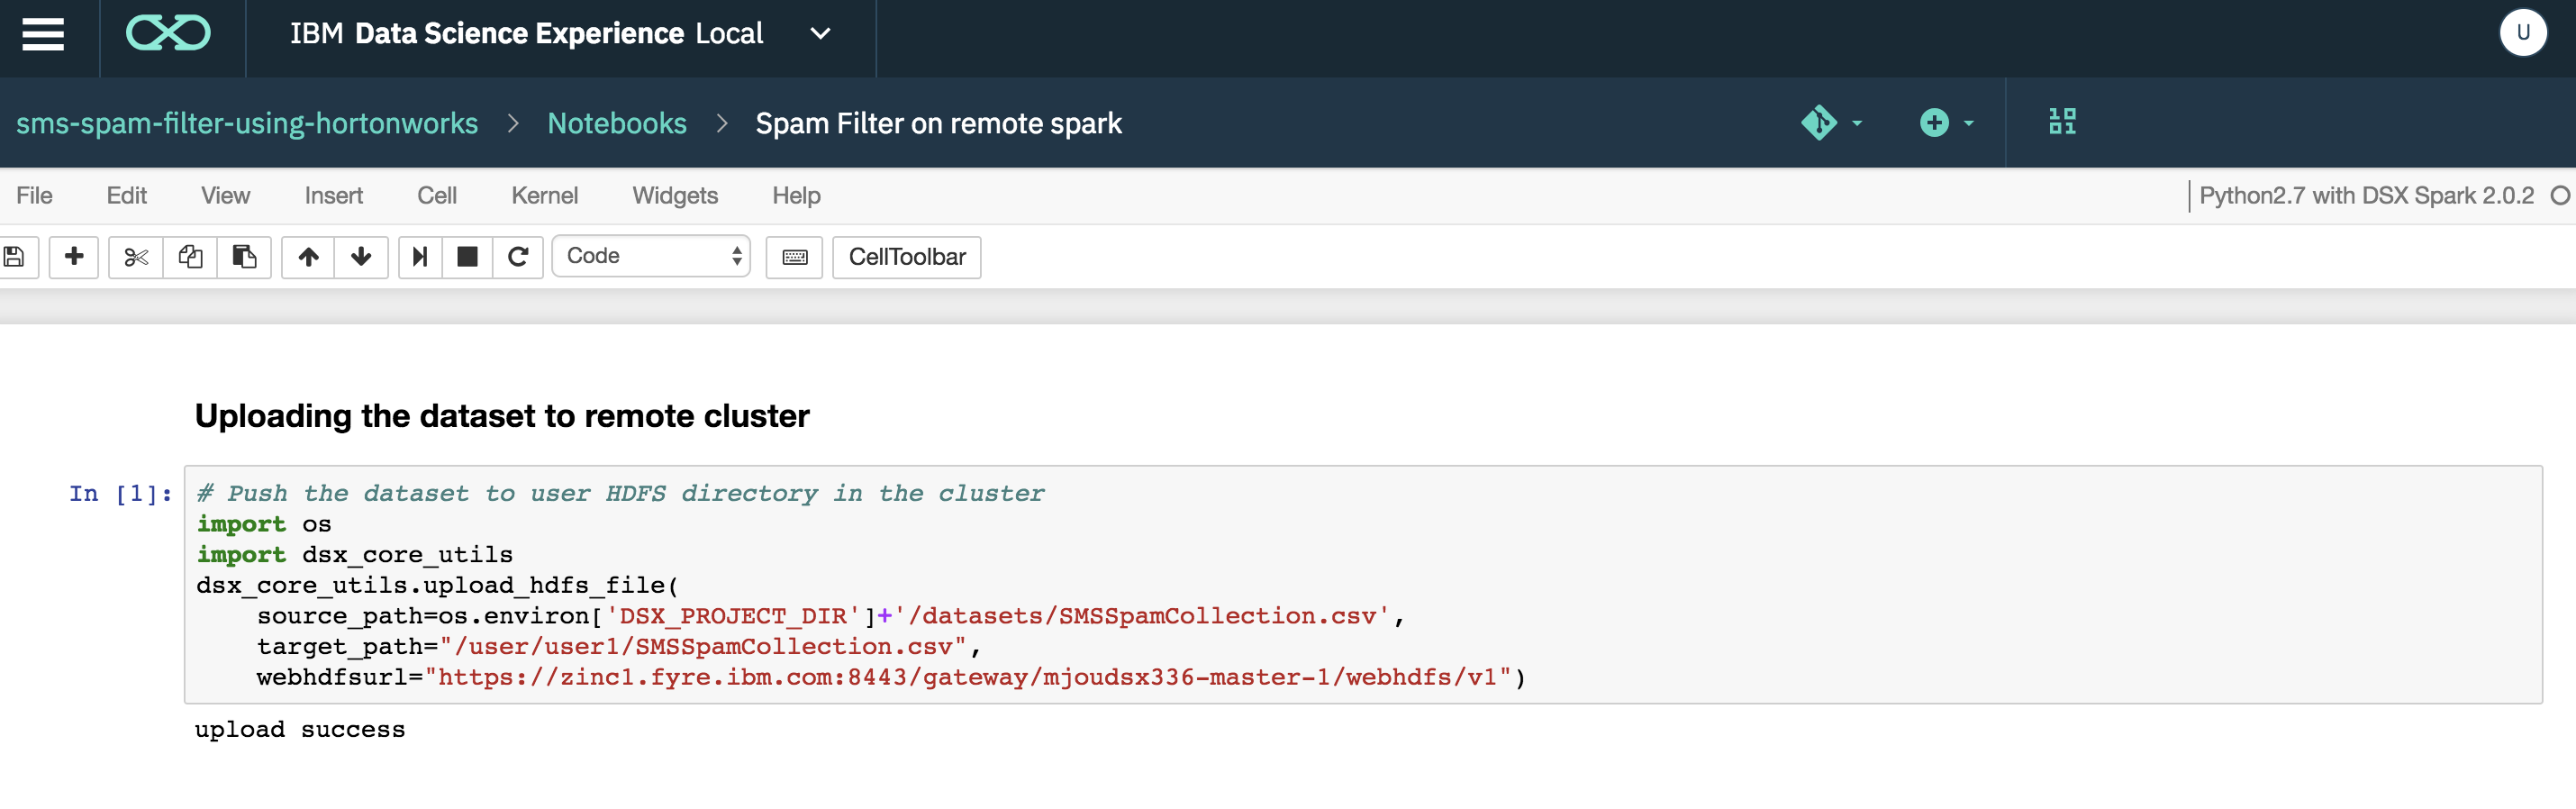 IBM Data Science Experience Local
U
sms-spam-filter-using-hortonworks > Notebooks > Spam Filter on remote spark
File Edit View Insert Cell Kernel Widgets Help
Python2.7 with DSX Spark 2.0.2
Code
CellToolbar
Uploading the dataset to remote cluster
In [1]:
# Push the dataset to user HDFS directory in the cluster
import os
import dsx_core_utils
dsx_core_utils.upload_hdfs_file(
    source_path=os.environ['DSX_PROJECT_DIR']+'/datasets/SMSSpamCollection.csv',
    target_path="/user/user1/SMSSpamCollection.csv",
    webhdfsurl="https://zinc1.fyre.ibm.com:8443/gateway/mjoudsx336-master-1/webhdfs/v1")
upload success